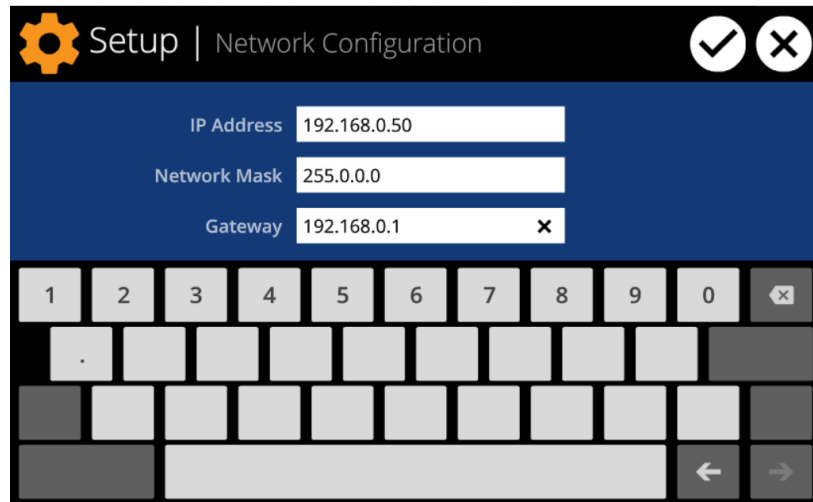 Setup | Network Configuration
IP Address 192.168.0.50
Network Mask 255.0.0.0
Gateway 192.168.0.1
1 2 3 4 5 6 7 8 9 0
.